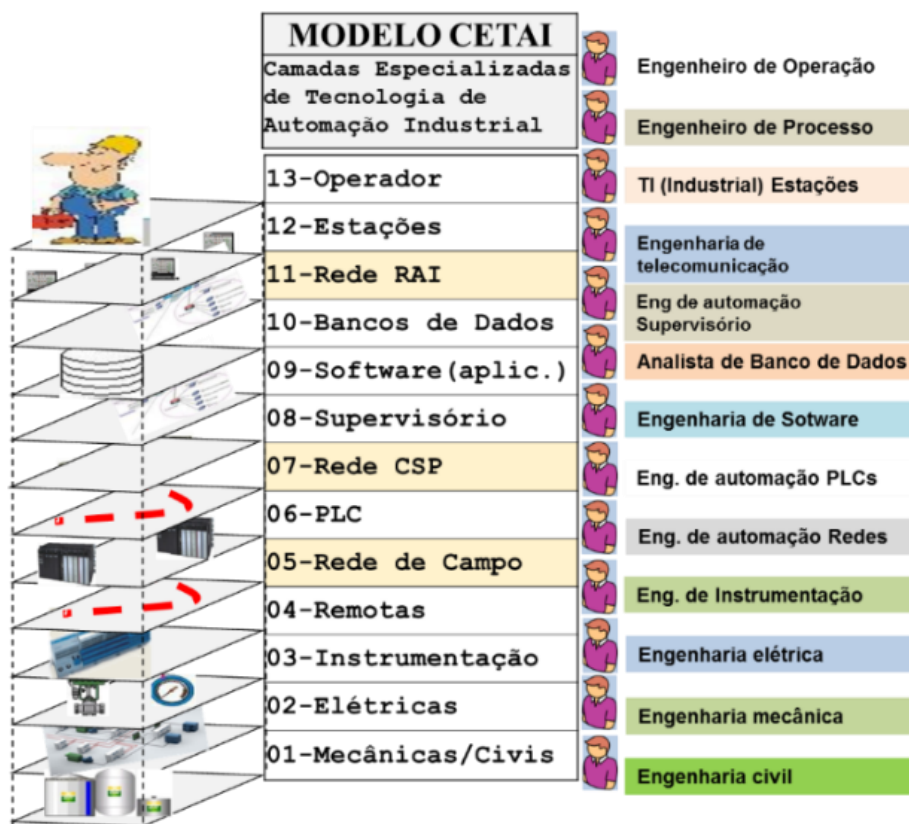 MODELO CETAI
Camadas Especializadas
de Tecnologia de
Automação Industrial
13-Operador
12-Estações
11-Rede RAI
10-Bancos de Dados
09-Software(aplic.)
08-Supervisório
07-Rede CSP
06-PLC
05-Rede de Campo
04-Remotas
03-Instrumentação
02-Elétricas
01-Mecânicas/Civis
Engenheiro de Operação
Engenheiro de Processo
TI (Industrial) Estações
Engenharia de
telecomunicação
Eng de automação
Supervisório
Analista de Banco de Dados
Engenharia de Sotware
Eng. de automação PLCs
Eng. de automação Redes
Eng. de Instrumentação
Engenharia elétrica
Engenharia mecânica
Engenharia civil